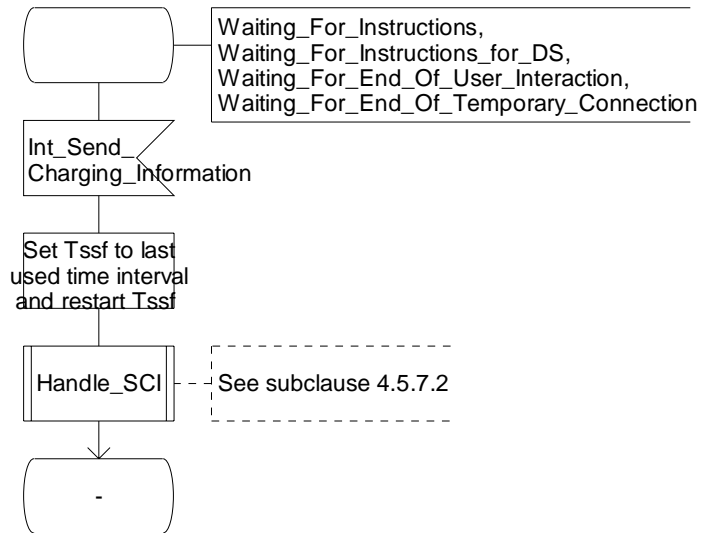 Waiting_For_Instructions,
Waiting_For_Instructions_for_DS,
Waiting_For_End_Of_User_Interaction,
Waiting_For_End_Of_Temporary_Connection
Int_Send_
Charging_Information
Set Tssf to last
used time interval
and restart Tssf
Handle_SCI
See subclause 4.5.7.2
-